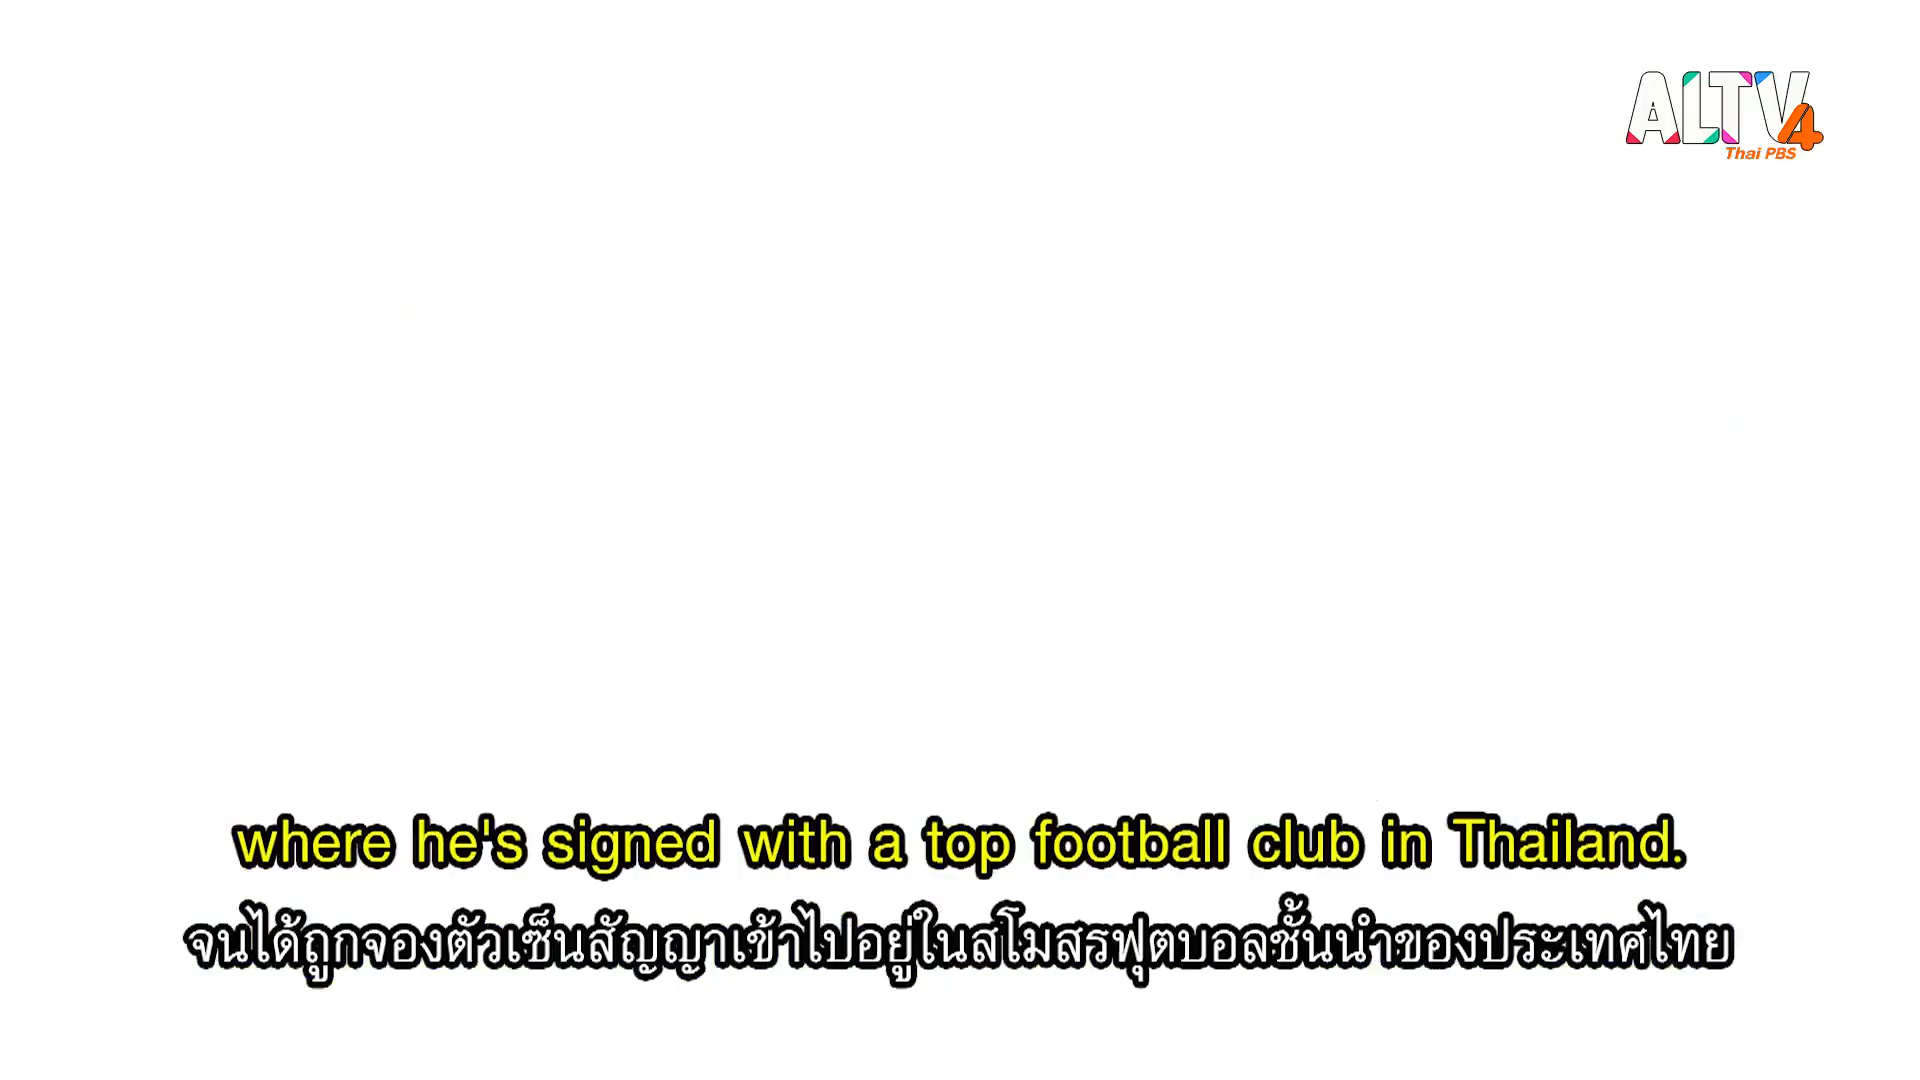 ALTV4
Thai PBS
where he's signed with a top football club in Thailand.
จนได้ถูกจองตัวเซ็นสัญญาเข้าไปอยู่ในสโมสรฟุตบอลชั้นนำของประเทศไทย